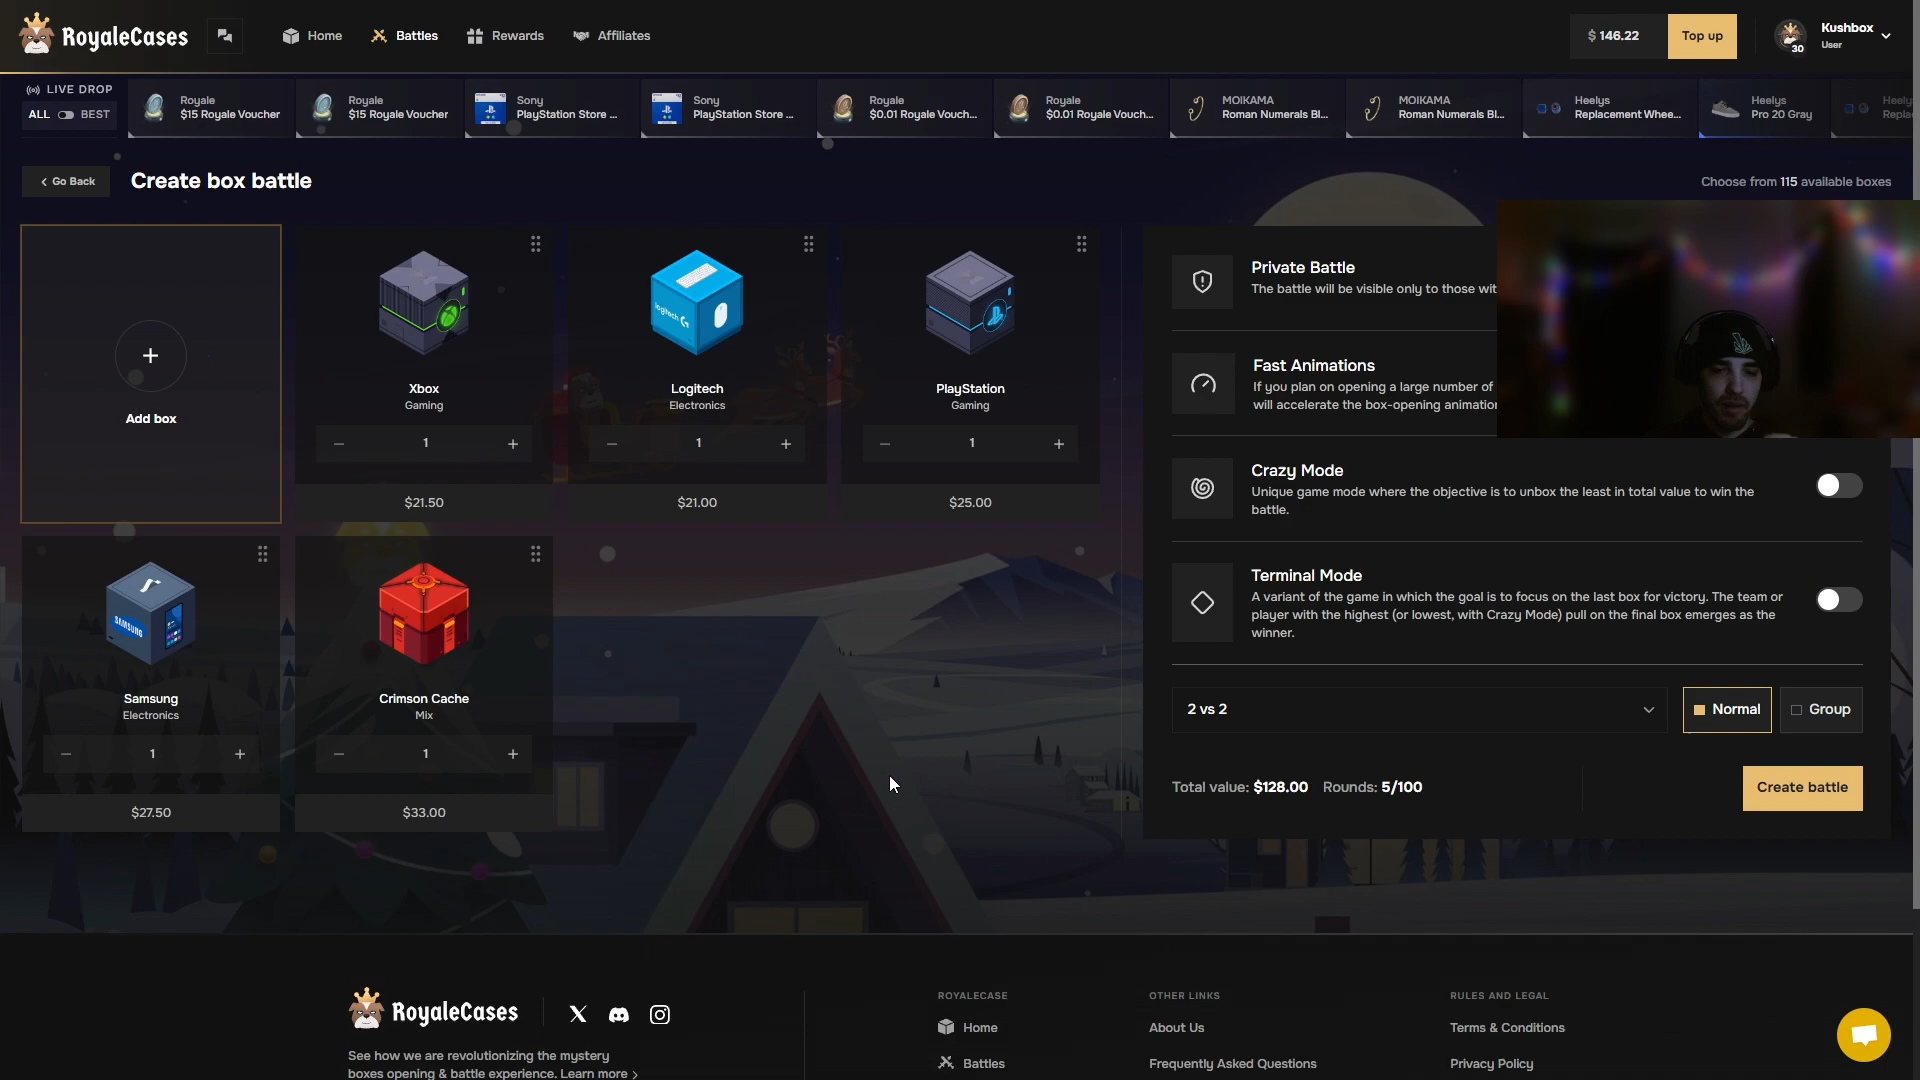 RoyaleCases
Home
Battles
Rewards
Affiliates
$ 146.22
Top up
30
Kushbox
User
LIVE DROP
ALL
BEST
Royale
$15 Royale Voucher
Royale
$15 Royale Voucher
Sony
PlayStation Store ...
Sony
PlayStation Store ...
Royale
$0.01 Royale Vouch...
Royale
$0.01 Royale Vouch...
MOIKAMA
Roman Numerals Bl...
MOIKAMA
Roman Numerals Bl...
Heelys
Replacement Whee...
Heelys
Pro 20 Gray
Go Back
Create box battle
Choose from 115 available boxes
Add box
Xbox
Gaming
1
$21.50
logitech
Logitech
Electronics
1
$21.00
PlayStation
Gaming
1
$25.00
SAMSUNG
Samsung
Electronics
1
$27.50
Crimson Cache
Mix
1
$33.00
Private Battle
The battle will be visible only to those wit
Fast Animations
If you plan on opening a large number of
will accelerate the box-opening animation
Crazy Mode
Unique game mode where the objective is to unbox the least in total value to win the
battle.
Terminal Mode
A variant of the game in which the goal is to focus on the last box for victory. The team or
player with the highest (or lowest, with Crazy Mode) pull on the final box emerges as the
winner.
2 vs 2
Normal
Group
Total value: $128.00
Rounds: 5/100
Create battle
RoyaleCases
See how we are revolutionizing the mystery
boxes opening & battle experience. Learn more
ROYALECASE
Home
Battles
OTHER LINKS
About Us
Frequently Asked Questions
RULES AND LEGAL
Terms & Conditions
Privacy Policy